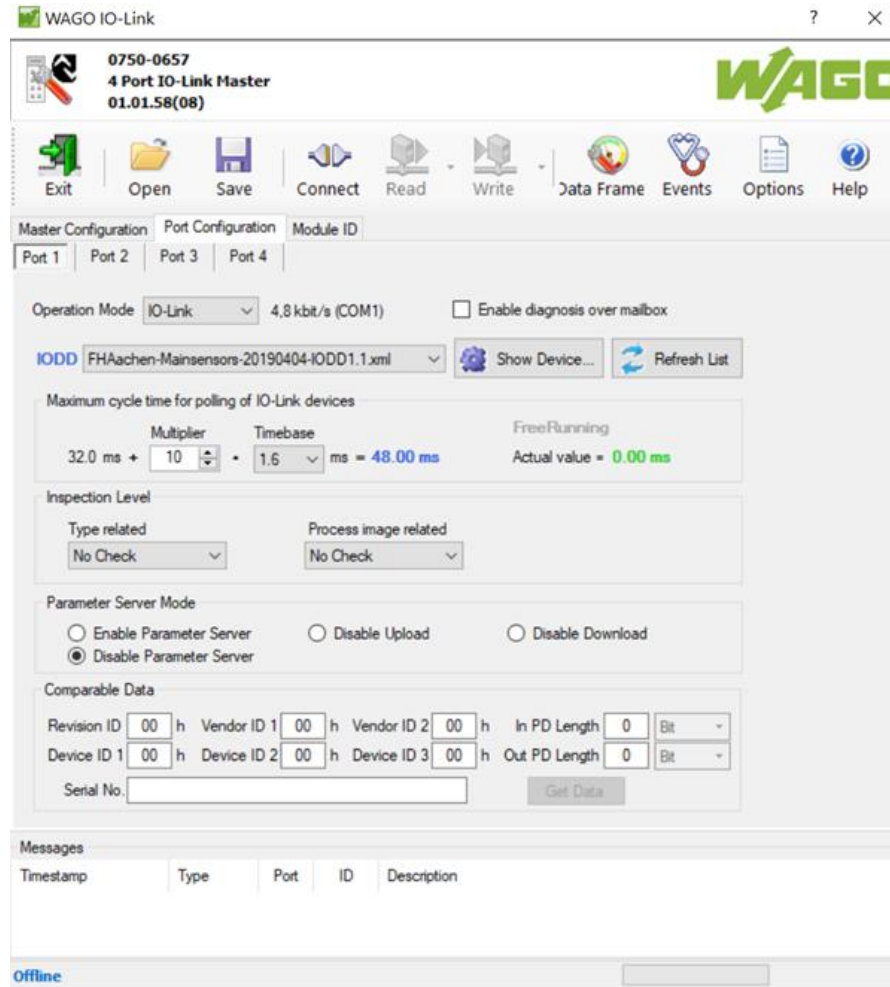 WAGO IO-Link ? ×
0750-0657
4 Port IO-Link Master
01.01.58(08)
WAGO
Exit Open Save Connect Read Write Data Frame Events Options Help
Master Configuration Port Configuration Module ID
Port 1 Port 2 Port 3 Port 4
Operation Mode IO-Link 4,8 kbit/s (COM1) Enable diagnosis over mailbox
IODD FHAachen-Mainsensors-20190404-IODD1.1.xml Show Device... Refresh List
Maximum cycle time for polling of IO-Link devices
Multiplier Timebase FreeRunning
32.0 ms + 10 • 1.6 ms = 48.00 ms Actual value = 0.00 ms
Inspection Level
Type related Process image related
No Check No Check
Parameter Server Mode
Enable Parameter Server Disable Upload Disable Download
Disable Parameter Server
Comparable Data
Revision ID 00 h Vendor ID 1 00 h Vendor ID 2 00 h In PD Length 0 Bit
Device ID 1 00 h Device ID 2 00 h Device ID 3 00 h Out PD Length 0 Bit
Serial No. Get Data
Messages
Timestamp Type Port ID Description
Offline